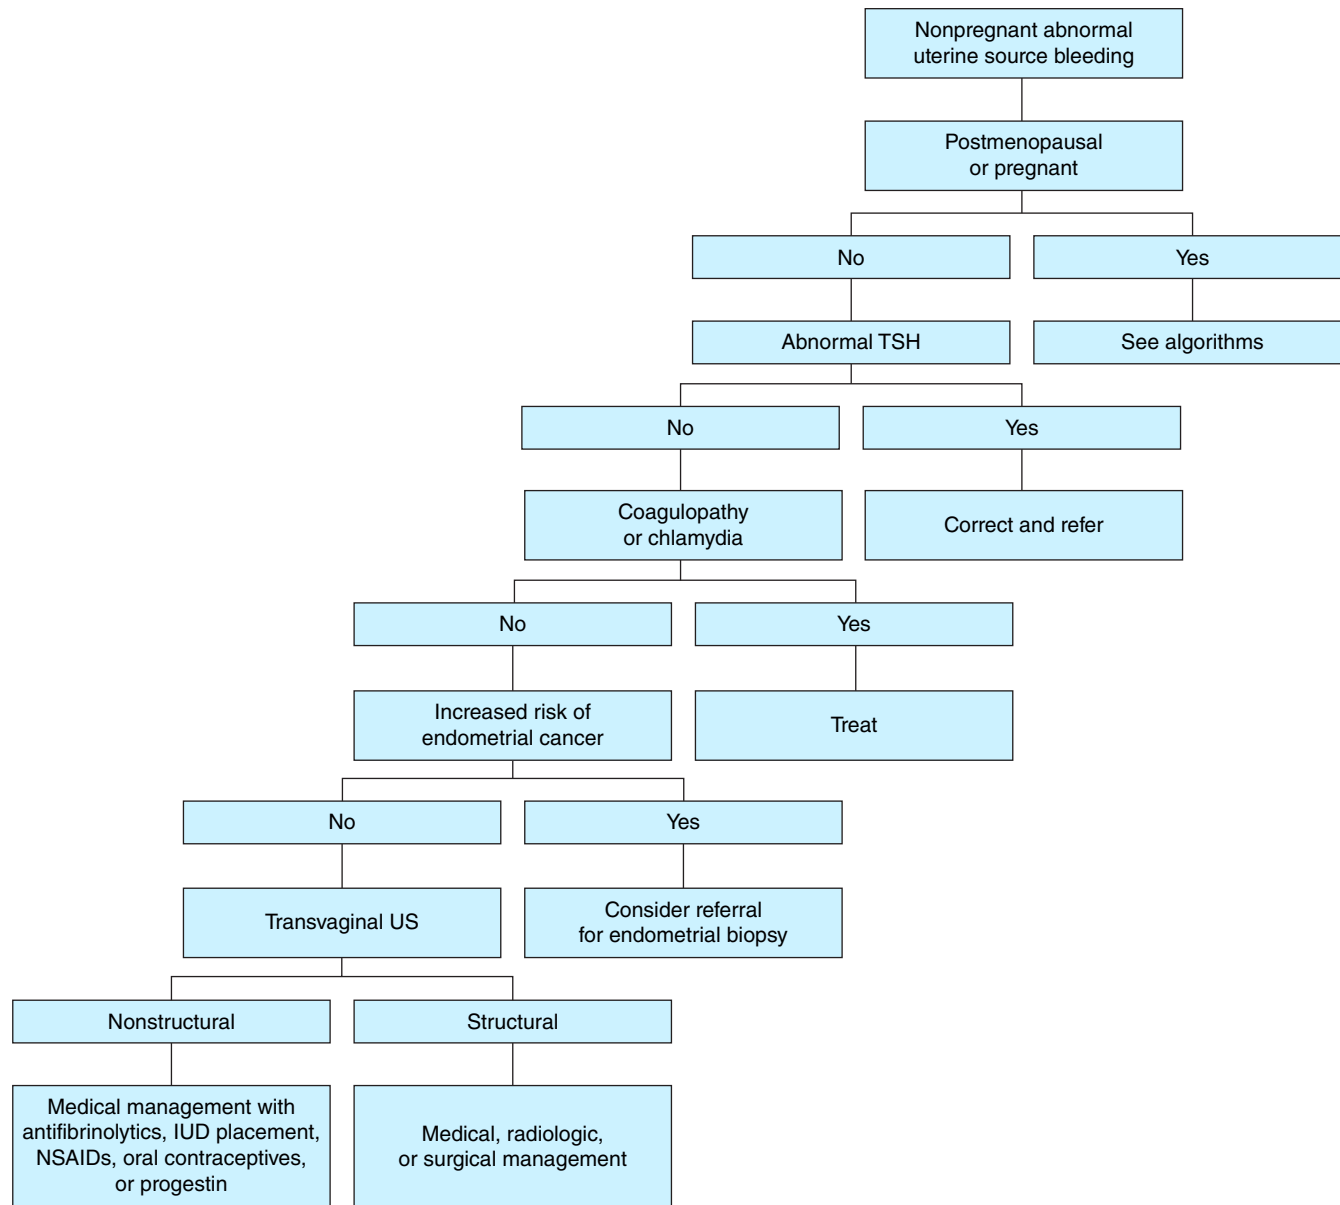 Nonpregnant abnormal
uterine source bleeding
Postmenopausal
or pregnant
No
Yes
Abnormal TSH
See algorithms
No
Yes
Coagulopathy
or chlamydia
Correct and refer
No
Yes
Increased risk of
endometrial cancer
Treat
No
Yes
Transvaginal US
Consider referral
for endometrial biopsy
Nonstructural
Structural
Medical management with
antifibrinolytics, IUD placement,
NSAIDs, oral contraceptives,
or progestin
Medical, radiologic,
or surgical management